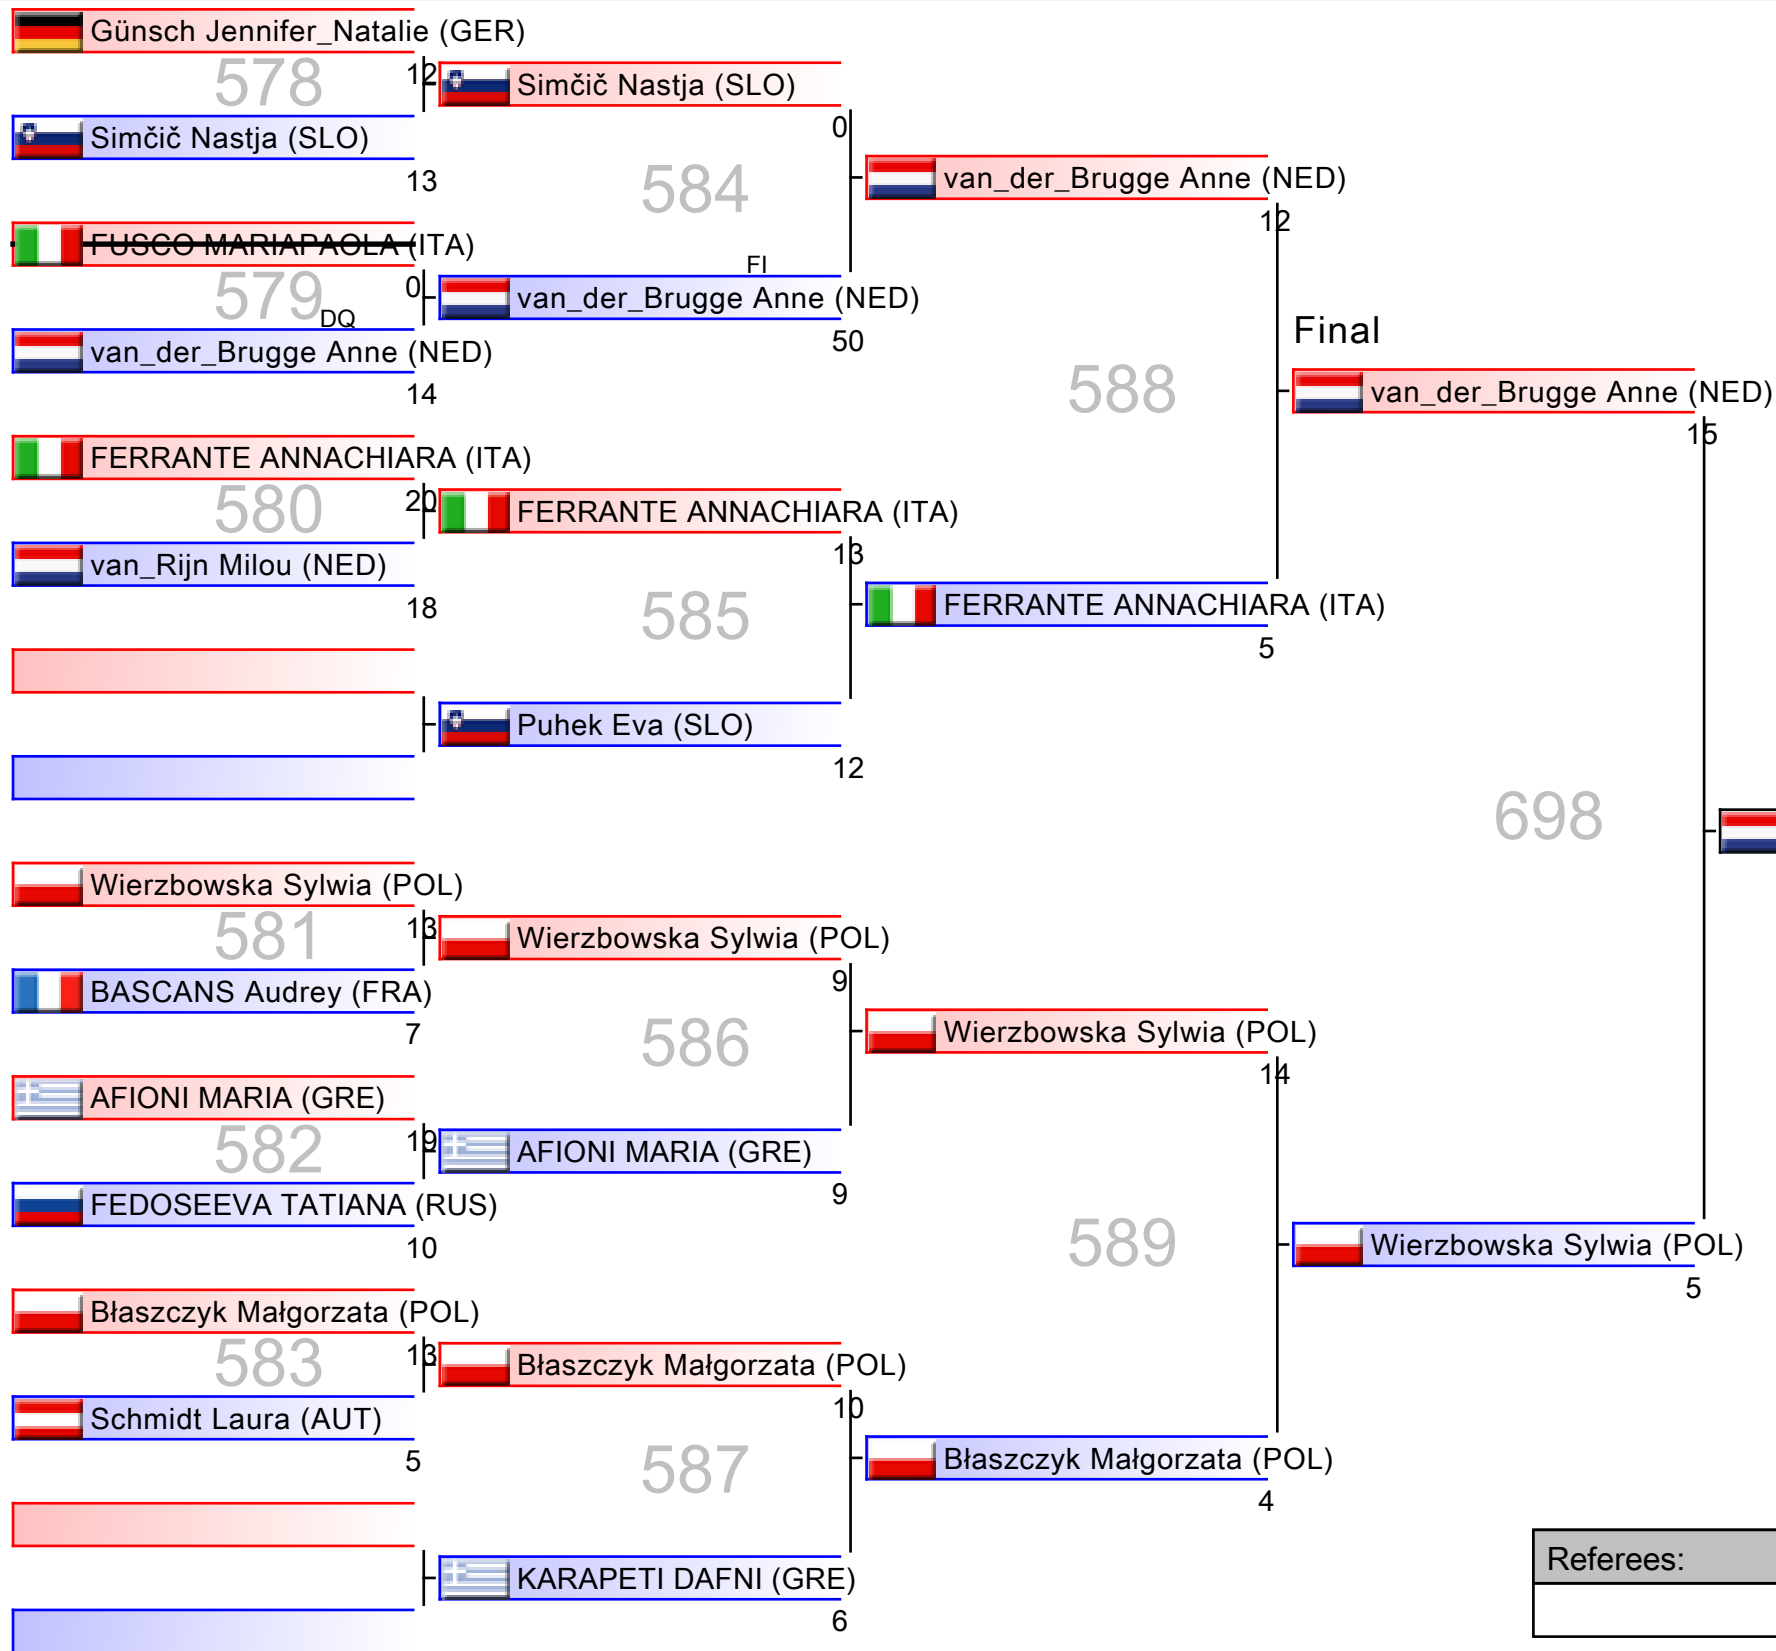 Günsch Jennifer_Natalie (GER)
12
578
Simčič Nastja (SLO)
13
FUSCO MARIAPAOLA (ITA)
0
579
DQ
van_der_Brugge Anne (NED)
14
FERRANTE ANNACHIARA (ITA)
20
580
van_Rijn Milou (NED)
18
Wierzbowska Sylwia (POL)
13
581
BASCANS Audrey (FRA)
7
AFIONI MARIA (GRE)
19
582
FEDOSEEVA TATIANA (RUS)
10
Błaszczyk Małgorzata (POL)
13
583
Schmidt Laura (AUT)
5
Simčič Nastja (SLO)
0
584
FI
van_der_Brugge Anne (NED)
50
FERRANTE ANNACHIARA (ITA)
13
585
Puhek Eva (SLO)
12
Wierzbowska Sylwia (POL)
9
586
AFIONI MARIA (GRE)
9
Błaszczyk Małgorzata (POL)
10
587
KARAPETI DAFNI (GRE)
6
van_der_Brugge Anne (NED)
12
588
FERRANTE ANNACHIARA (ITA)
5
Wierzbowska Sylwia (POL)
14
589
Błaszczyk Małgorzata (POL)
4
Final
van_der_Brugge Anne (NED)
15
698
Wierzbowska Sylwia (POL)
5
Referees: